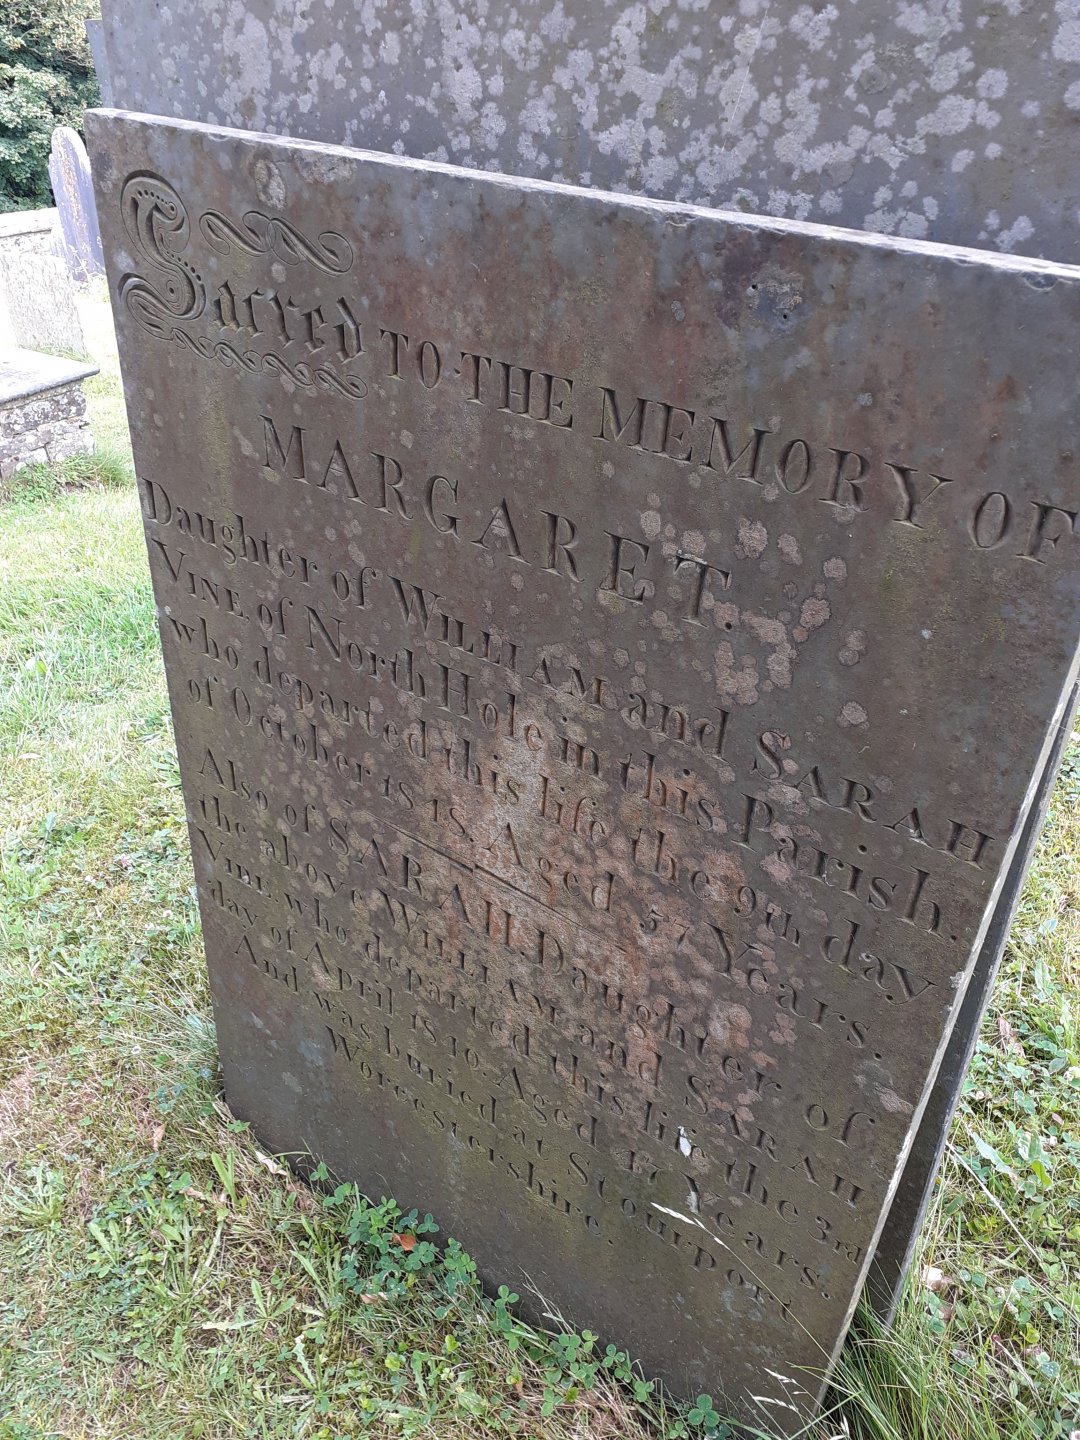 Sacred TO THE MEMORY OF
MARGARET
Daughter of WILLIAM and SARAH
VINE. of North Hole in this Parish.
who departed this life the 9th day
of October 1848. Aged 57 Years.
Also of SARAH. Daughter of
the above WILLIAM and SARAH
VINE. who departed this life the 3rd
day of April 1840. Aged 47 Years.
And was buried at Stourport
Worcestershire.